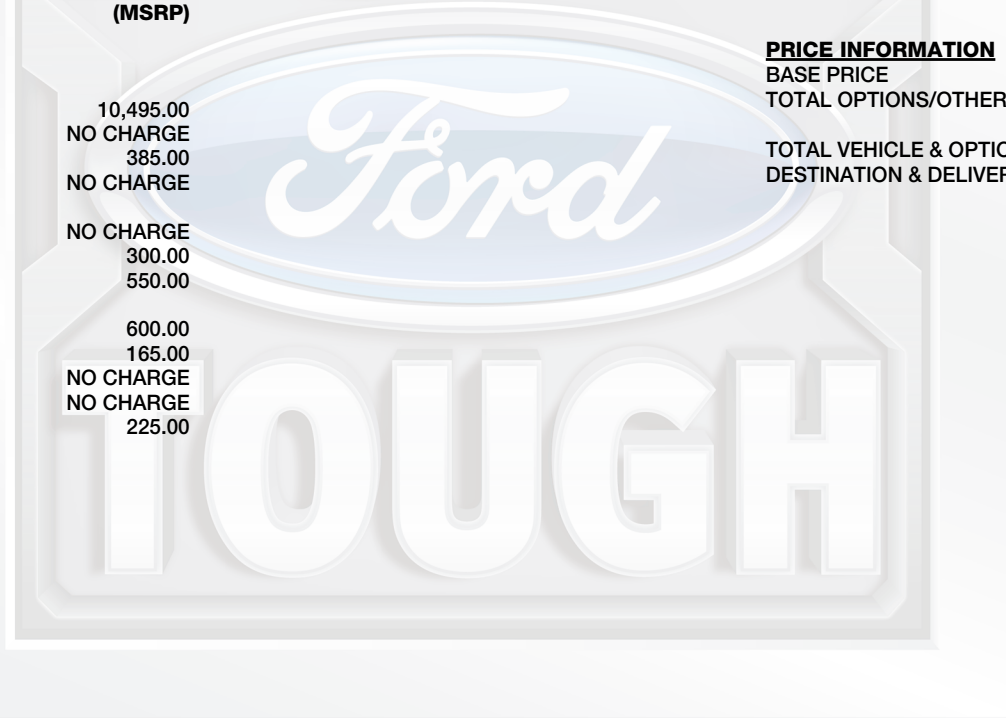 (MSRP)
10,495.00
NO CHARGE
385.00
NO CHARGE
NO CHARGE
300.00
550.00
600.00
165.00
NO CHARGE
NO CHARGE
225.00
PRICE INFORMATION
BASE PRICE
TOTAL OPTIONS/OTHER
TOTAL VEHICLE & OPTIO
DESTINATION & DELIVER
Ford
TOUGH